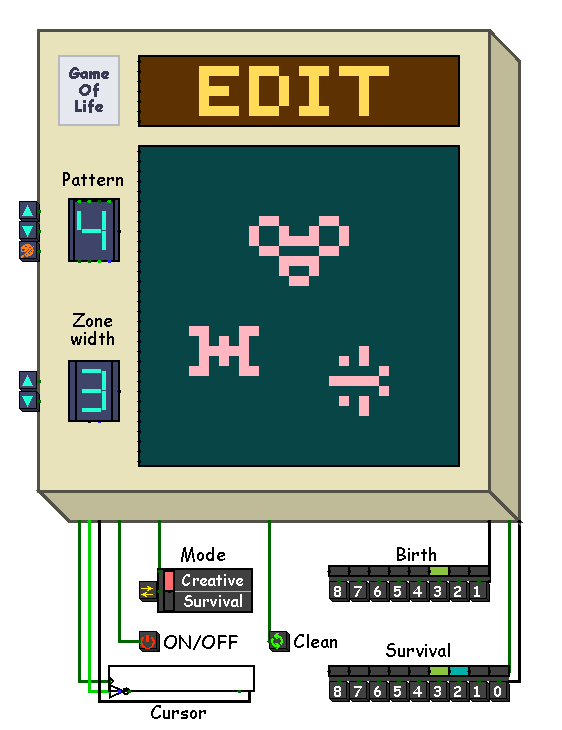 Game
Of
Life
EDIT
Pattern
4
Zone
width
3
Mode
Creative
Survival
ON/OFF
Clean
Cursor
Birth
8 7 6 5 4 3 2 1
Survival
8 7 6 5 4 3 2 1 0